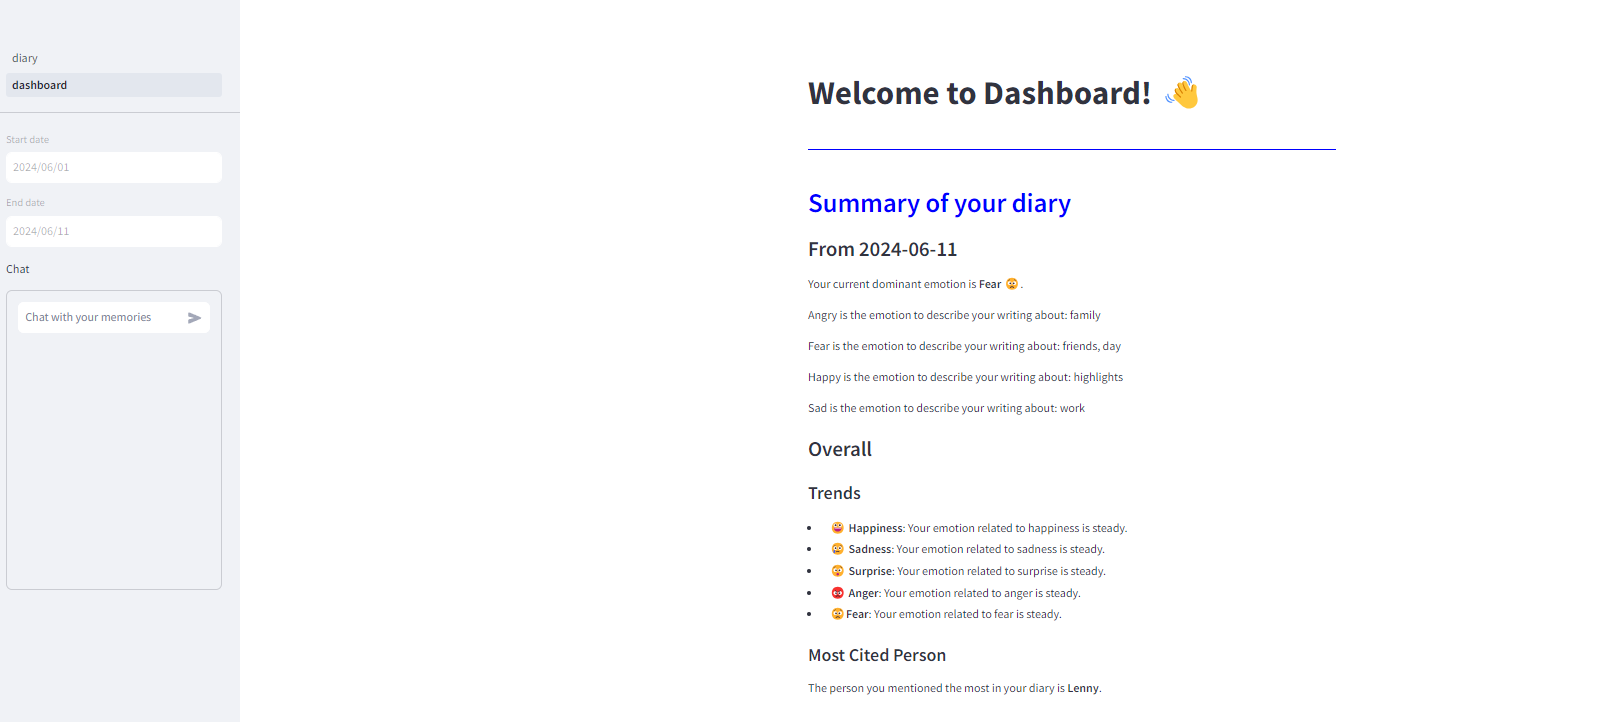 diary
dashboard
Start date
2024/06/01
End date
2024/06/11
Chat
Chat with your memories
Welcome to Dashboard! 👋
Summary of your diary
From 2024-06-11
Your current dominant emotion is Fear 😨 .
Angry is the emotion to describe your writing about: family
Fear is the emotion to describe your writing about: friends, day
Happy is the emotion to describe your writing about: highlights
Sad is the emotion to describe your writing about: work
Overall
Trends
Happiness: Your emotion related to happiness is steady.
Sadness: Your emotion related to sadness is steady.
Surprise: Your emotion related to surprise is steady.
Anger: Your emotion related to anger is steady.
Fear: Your emotion related to fear is steady.
Most Cited Person
The person you mentioned the most in your diary is Lenny.